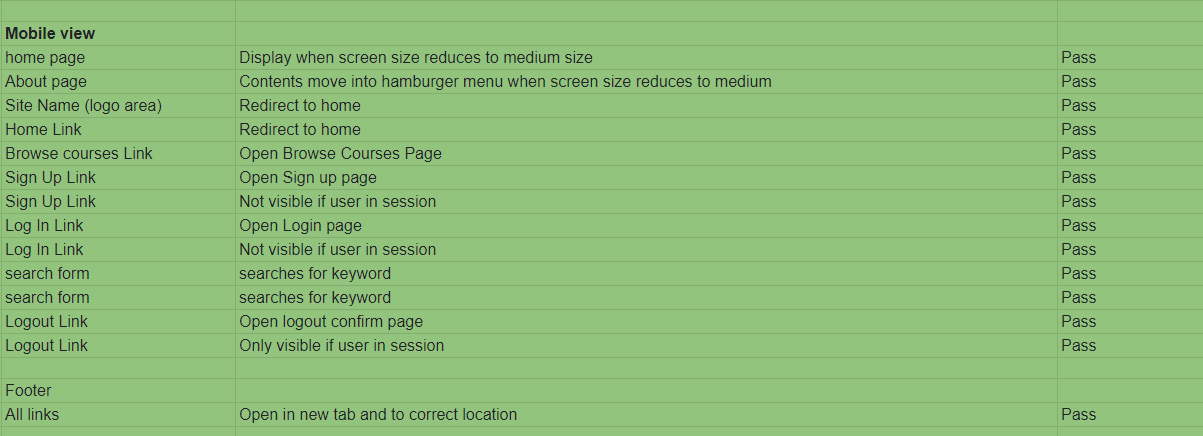 Mobile view
home page Display when screen size reduces to medium size Pass
About page Contents move into hamburger menu when screen size reduces to medium Pass
Site Name (logo area) Redirect to home Pass
Home Link Redirect to home Pass
Browse courses Link Open Browse Courses Page Pass
Sign Up Link Open Sign up page Pass
Sign Up Link Not visible if user in session Pass
Log In Link Open Login page Pass
Log In Link Not visible if user in session Pass
search form searches for keyword Pass
search form searches for keyword Pass
Logout Link Open logout confirm page Pass
Logout Link Only visible if user in session Pass
Footer
All links Open in new tab and to correct location Pass